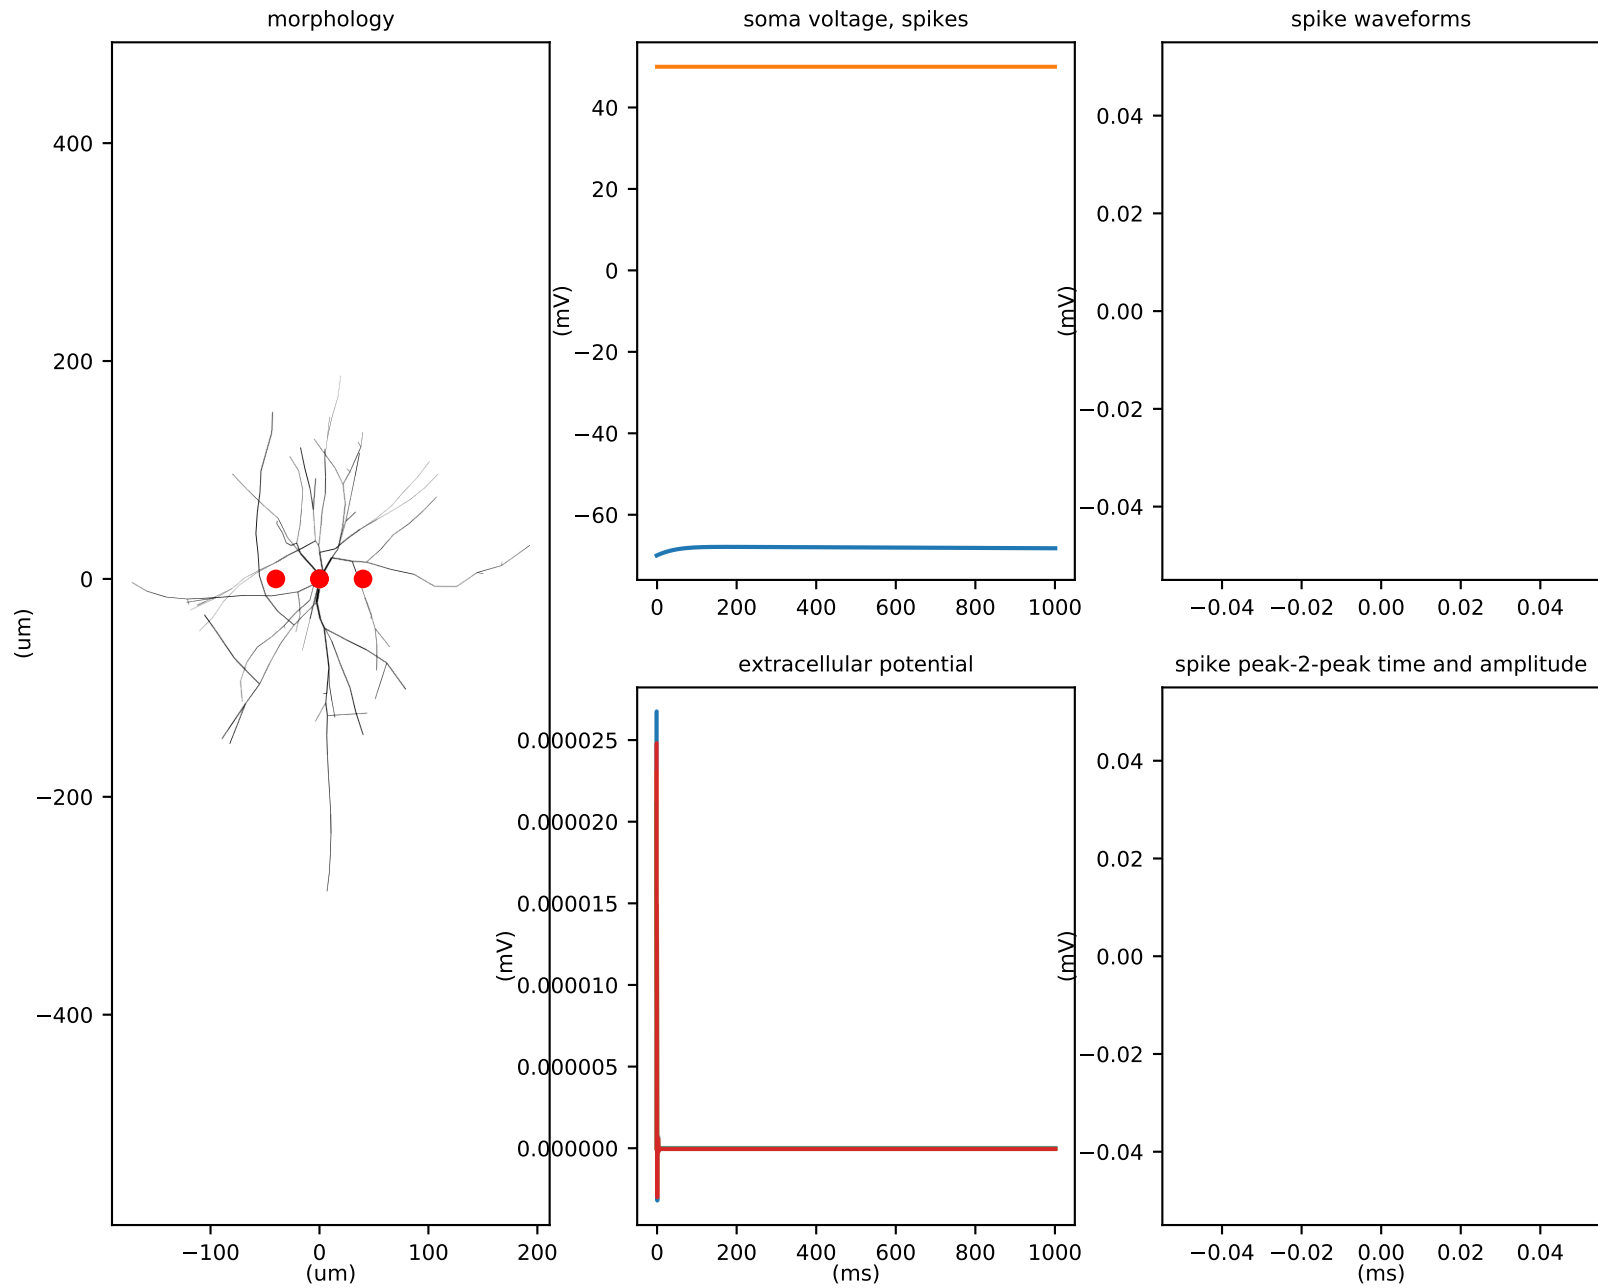 morphology
400
200
0
−200
−400
(um)
−100 0 100 200
(um)
soma voltage, spikes
40
20
0
−20
−40
−60
(mV)
0 200 400 600 800 1000
spike waveforms
0.04
0.02
0.00
−0.02
−0.04
(mV)
−0.04 −0.02 0.00 0.02 0.04
extracellular potential
0.000025
0.000020
0.000015
0.000010
0.000005
0.000000
(mV)
0 200 400 600 800 1000
(ms)
spike peak-2-peak time and amplitude
0.04
0.02
0.00
−0.02
−0.04
(mV)
−0.04 −0.02 0.00 0.02 0.04
(ms)